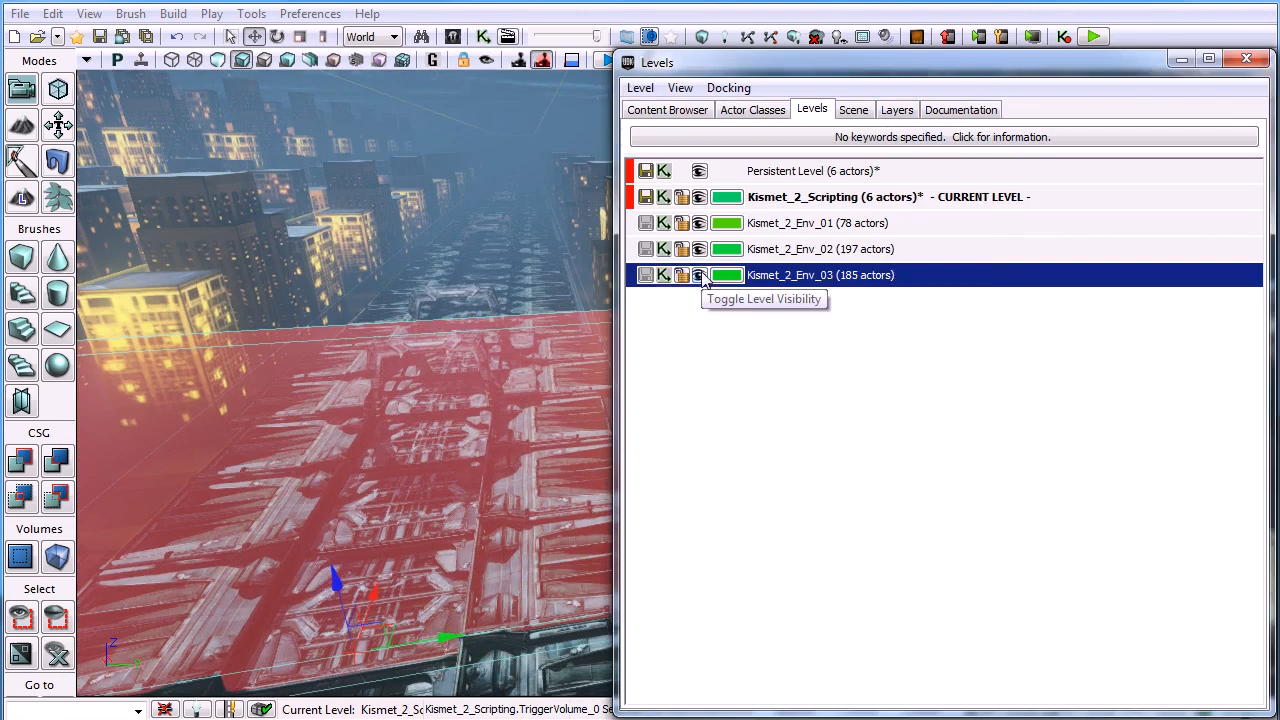 File Edit View Brush Build Play Tools Preferences Help
World
Modes
P
G
Levels
Level View Docking
Content Browser Actor Classes Levels Scene Layers Documentation
No keywords specified. Click for information.
Persistent Level (6 actors)*
Kismet_2_Scripting (6 actors)* - CURRENT LEVEL -
Kismet_2_Env_01 (78 actors)
Kismet_2_Env_02 (197 actors)
Kismet_2_Env_03 (185 actors)
Toggle Level Visibility
Brushes
CSG
Volumes
Select
Z
Go to
Current Level: Kismet_2_Sc Kismet_2_Scripting.TriggerVolume_0 Se